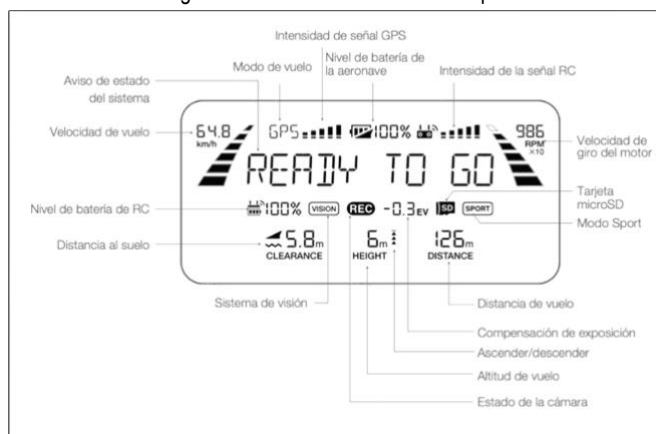 Intensidad de señal GPS
Nivel de batería de
la aeronave
Modo de vuelo
Intensidad de la señal RC
Aviso de estado
del sistema
Velocidad de vuelo
64.8
km/h
GPS
100%
986
RPM
X10
Velocidad de
giro del motor
READY TO GO
Nivel de batería de RC
100%
VISION
REC
-0.3EV
SD
SPORT
Tarjeta
microSD
Modo Sport
Distancia al suelo
5.8m
CLEARANCE
6m
HEIGHT
126m
DISTANCE
Sistema de visión
Distancia de vuelo
Compensación de exposición
Ascender/descender
Altitud de vuelo
Estado de la cámara